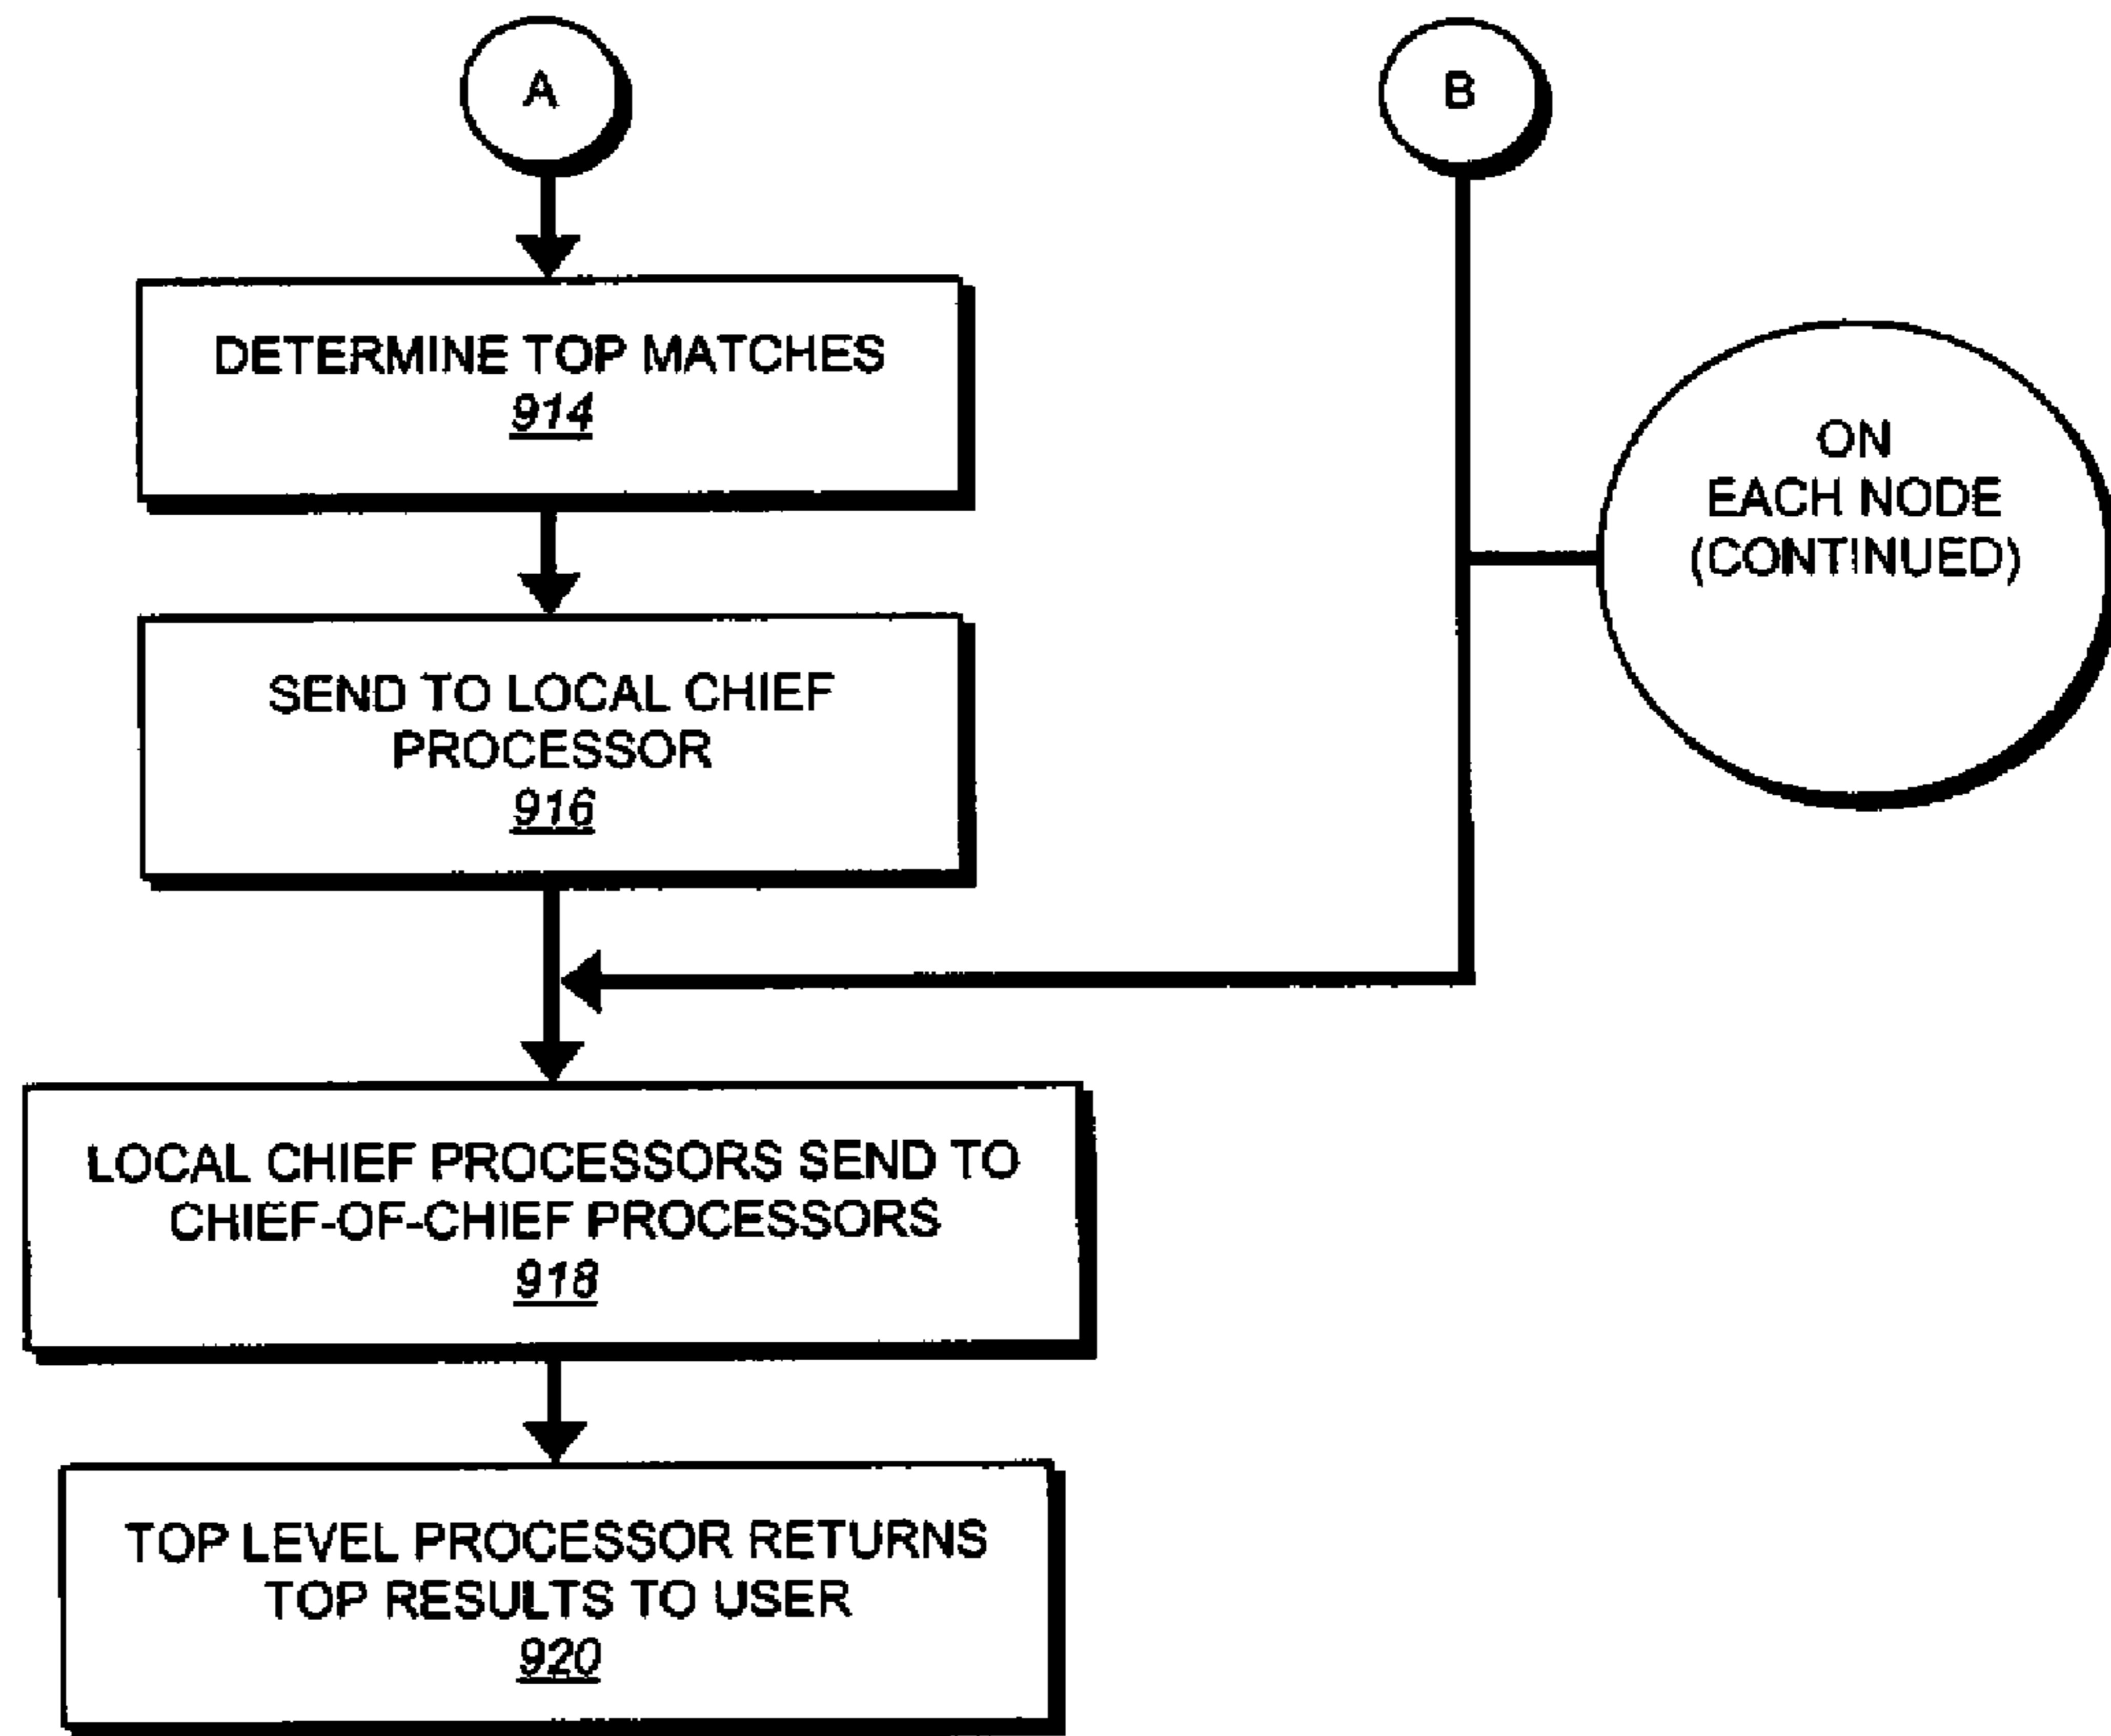 A
B
DETERMINE TOP MATCHES
914
ON
EACH NODE
(CONTINUED)
SEND TO LOCAL CHIEF
PROCESSOR
916
LOCAL CHIEF PROCESSORS SEND TO
CHIEF-OF-CHIEF PROCESSORS
918
TOP LEVEL PROCESSOR RETURNS
TOP RESULTS TO USER
920